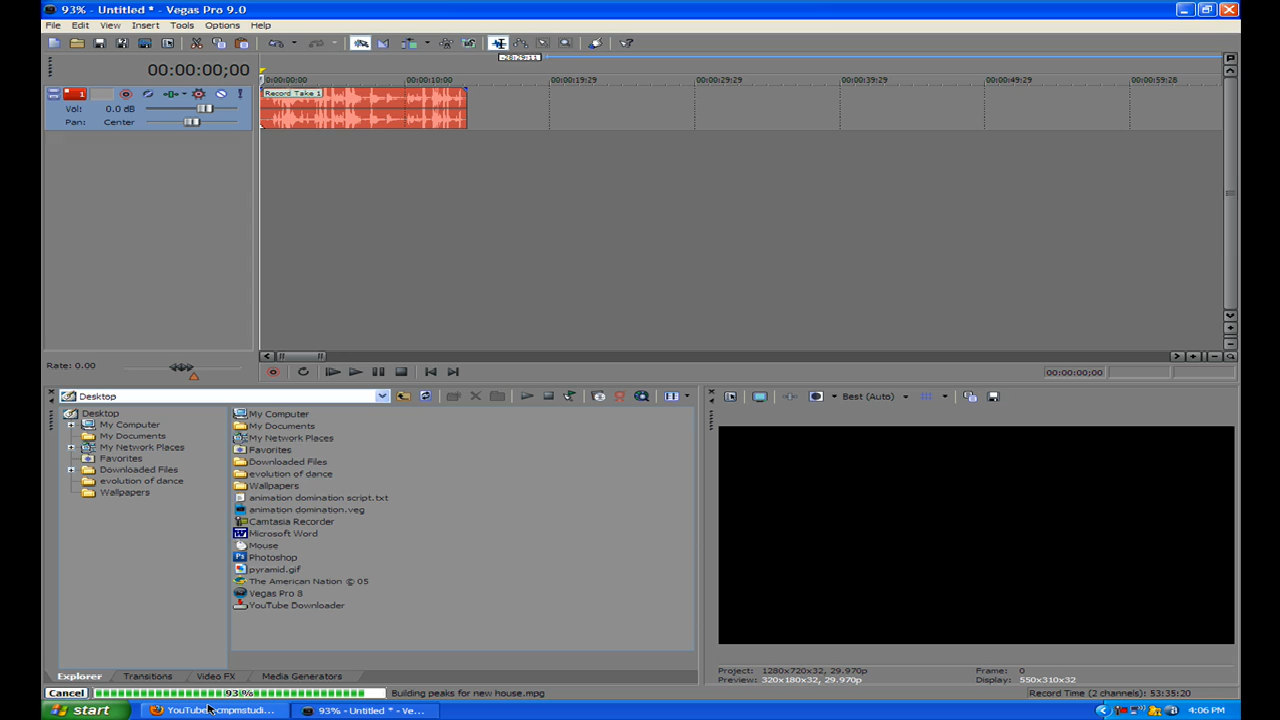 93% - Untitled * - Vegas Pro 9.0
File Edit View Insert Tools Options Help
-28:29:11
00:00:00;00
0:00:00:00 00:00:10:00 00:00:19:29 00:00:29:29 00:00:39:29 00:00:49:29 00:00:59:28
1
Record Take 1
Vol: 0.0 dB
Pan: Center
Rate: 0.00
00:00:00;00
Desktop
Best (Auto)
Desktop
My Computer
My Documents
My Network Places
Favorites
Downloaded Files
evolution of dance
Wallpapers
My Computer
My Documents
My Network Places
Favorites
Downloaded Files
evolution of dance
Wallpapers
animation domination script.txt
animation domination.veg
Camtasia Recorder
Microsoft Word
Mouse
Photoshop
pyramid.gif
The American Nation © 05
Vegas Pro 8
YouTube Downloader
Explorer Transitions Video FX Media Generators
Project: 1280x720x32, 29.970p
Preview: 320x180x32, 29.970p
Frame: 0
Display: 550x310x32
Cancel 93 % Building peaks for new house.mpg
Record Time (2 channels): 53:35:20
start YouTube - cmpmstudi... 93% - Untitled * - Ve... 4:06 PM